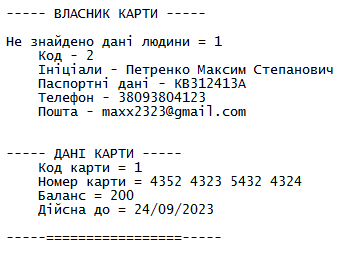 ----- ВЛАСНИК КАРТИ -----
Не знайдено дані людини = 1
Код - 2
Ініціали - Петренко Максим Степанович
Паспортні дані - КВ312413А
Телефон - 38093804123
Пошта - maxx2323@gmail.com
----- ДАНІ КАРТИ -----
Код карти = 1
Номер карти = 4352 4323 5432 4324
Баланс = 200
Дійсна до = 24/09/2023
-----=================-----